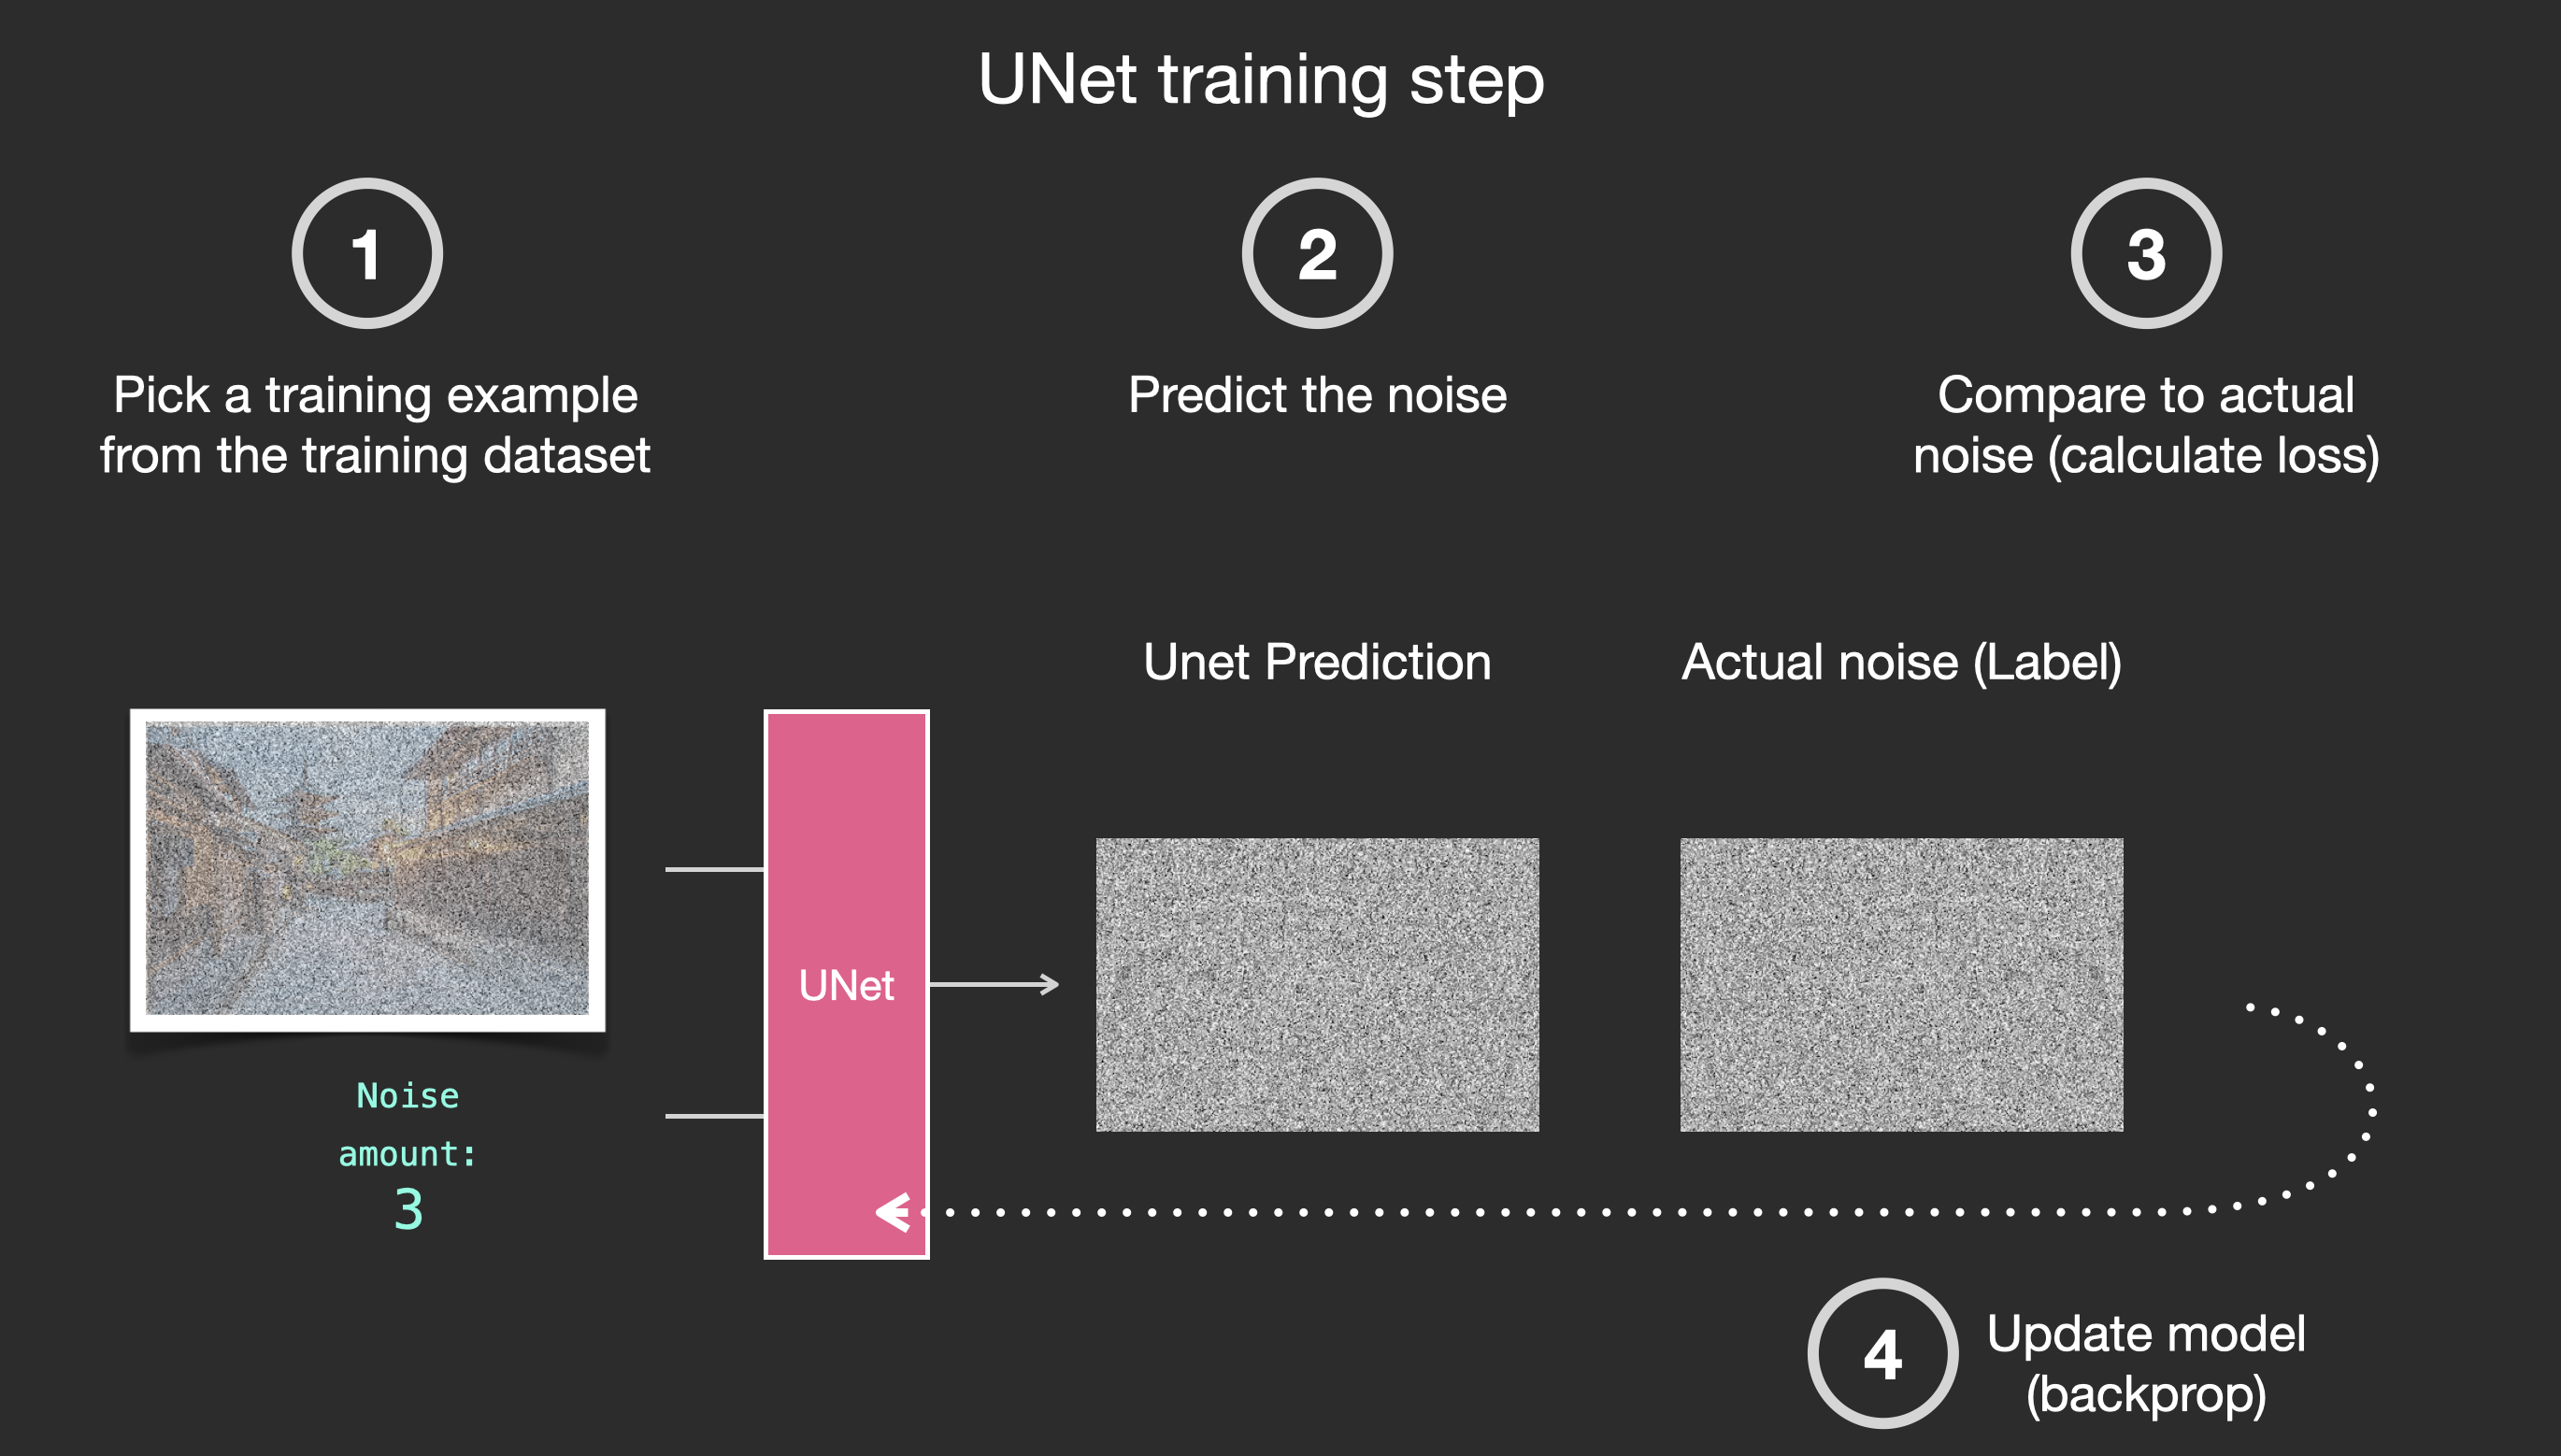 UNet training step
1
Pick a training example
from the training dataset
2
Predict the noise
3
Compare to actual
noise (calculate loss)
Unet Prediction
Actual noise (Label)
Noise
amount:
3
UNet
4
Update model
(backprop)